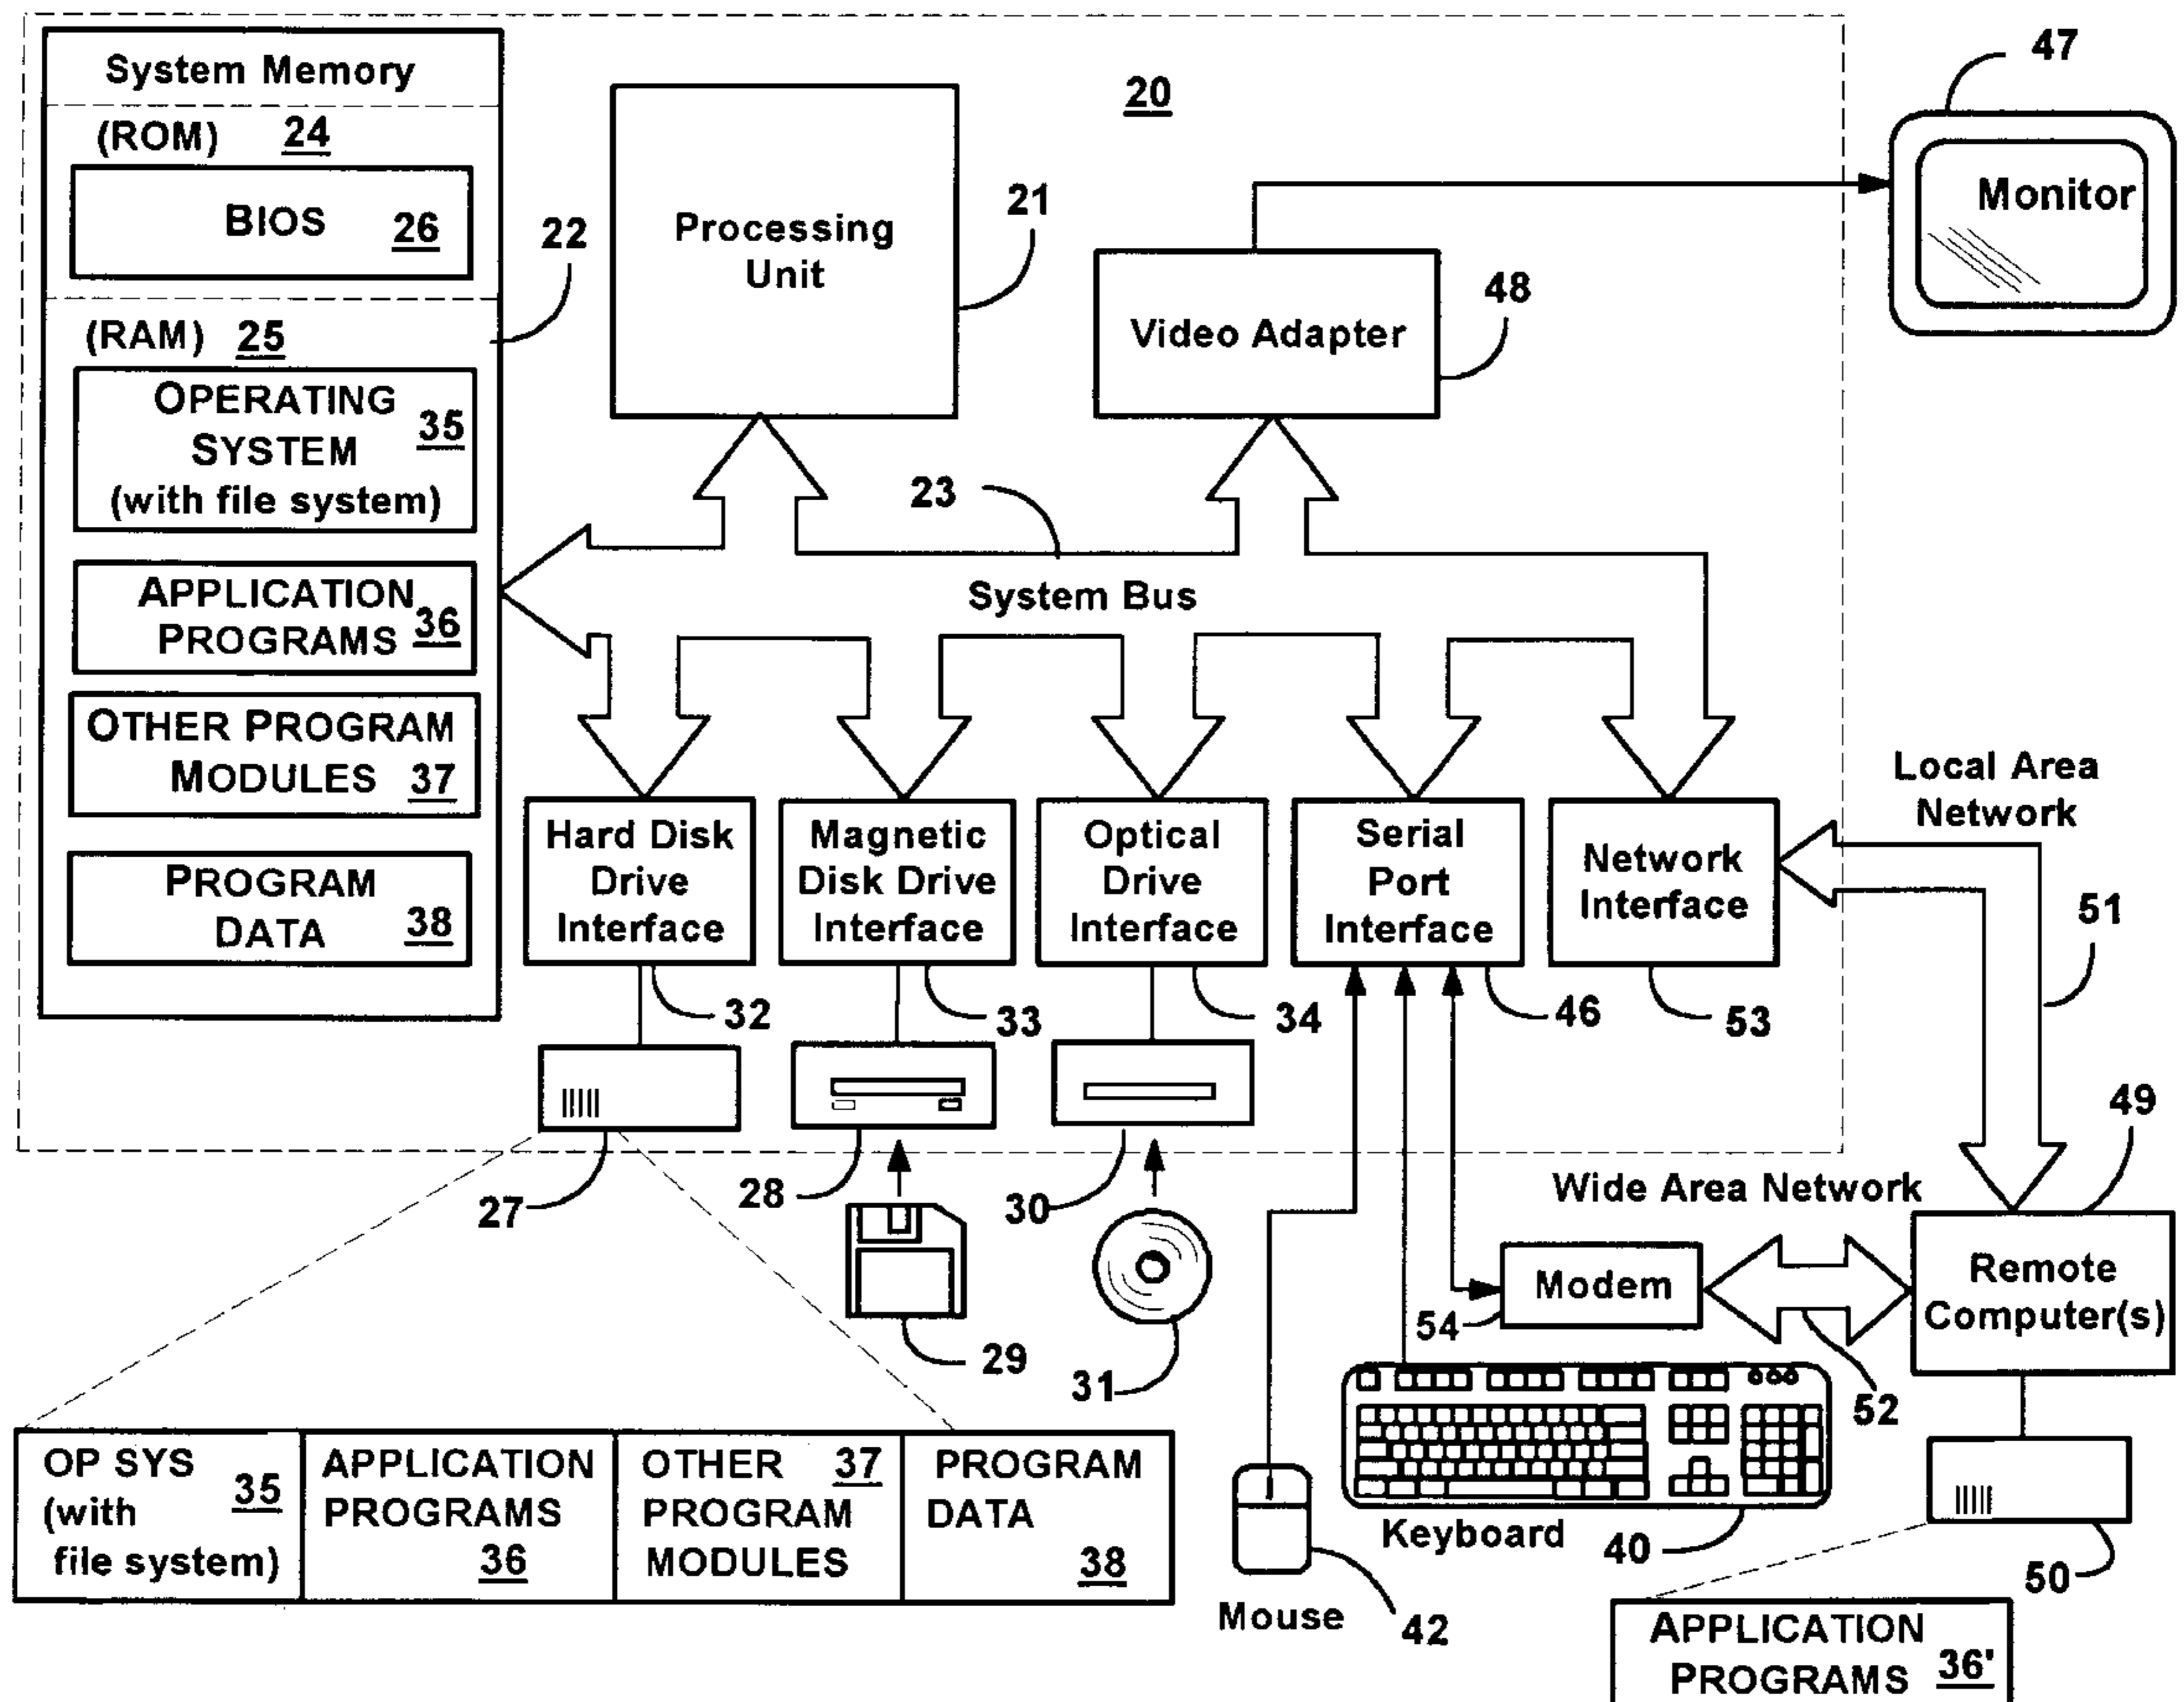 System Memory
(ROM) 24
BIOS 26
22
(RAM) 25
OPERATING
SYSTEM 35
(with file system)
APPLICATION
PROGRAMS 36
OTHER PROGRAM
MODULES 37
PROGRAM
DATA 38
Processing
Unit
21
20
Video Adapter
48
47
Monitor
23
System Bus
Hard Disk
Drive
Interface
32
Magnetic
Disk Drive
Interface
33
Optical
Drive
Interface
34
Serial
Port
Interface
46
Network
Interface
53
Local Area
Network
51
49
27
28
29
30
31
Wide Area Network
Modem
54
52
Remote
Computer(s)
50
Keyboard
40
Mouse
42
OP SYS
35
(with
file system)
APPLICATION
PROGRAMS
36
OTHER 37
PROGRAM
MODULES
PROGRAM
DATA
38
APPLICATION
PROGRAMS 36'